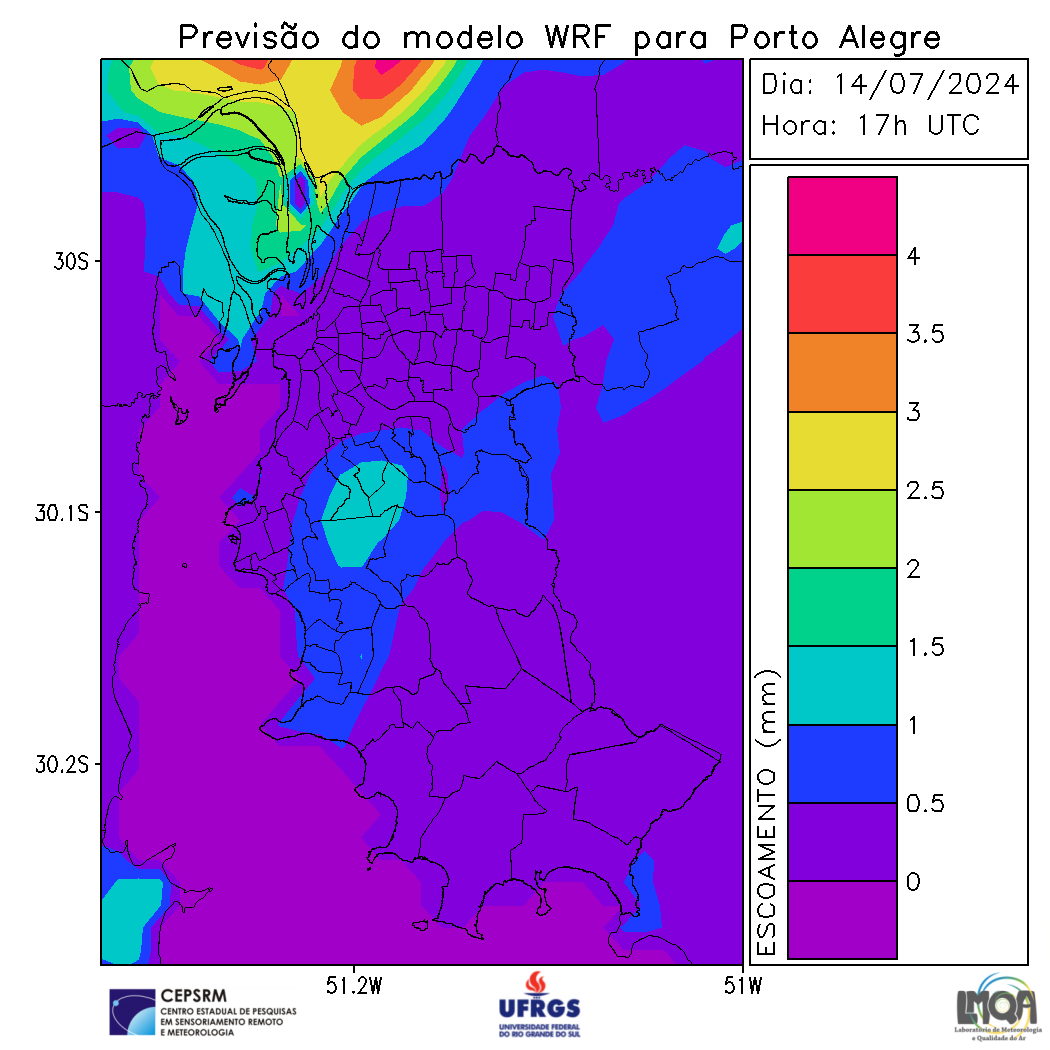 Previsão do modelo WRF para Porto Alegre
Dia: 14/07/2024
Hora: 17h UTC
30S
30.1S
30.2S
51.2W
51W
4
3.5
3
2.5
2
1.5
1
0.5
0
ESCOAMENTO (mm)
CEPSRM
CENTRO ESTADUAL DE PESQUISAS
EM SENSORIAMENTO REMOTO
E METEOROLOGIA
UFRGS
UNIVERSIDADE FEDERAL
DO RIO GRANDE DO SUL
LMQA
Laboratório de Meteorologia
e Qualidade do Ar